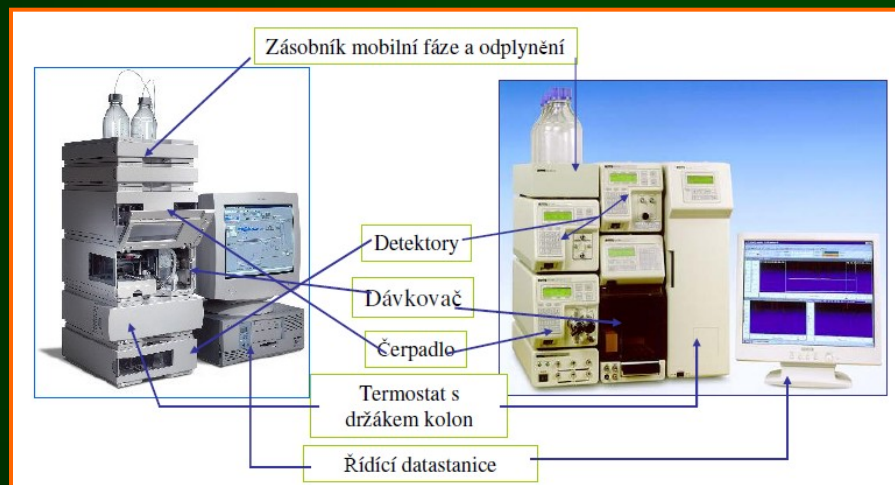 Zásobník mobilní fáze a odplynění
Detektory
Dávkovač
Čerpadlo
Termostat s
držákem kolon
Řídící datastanice